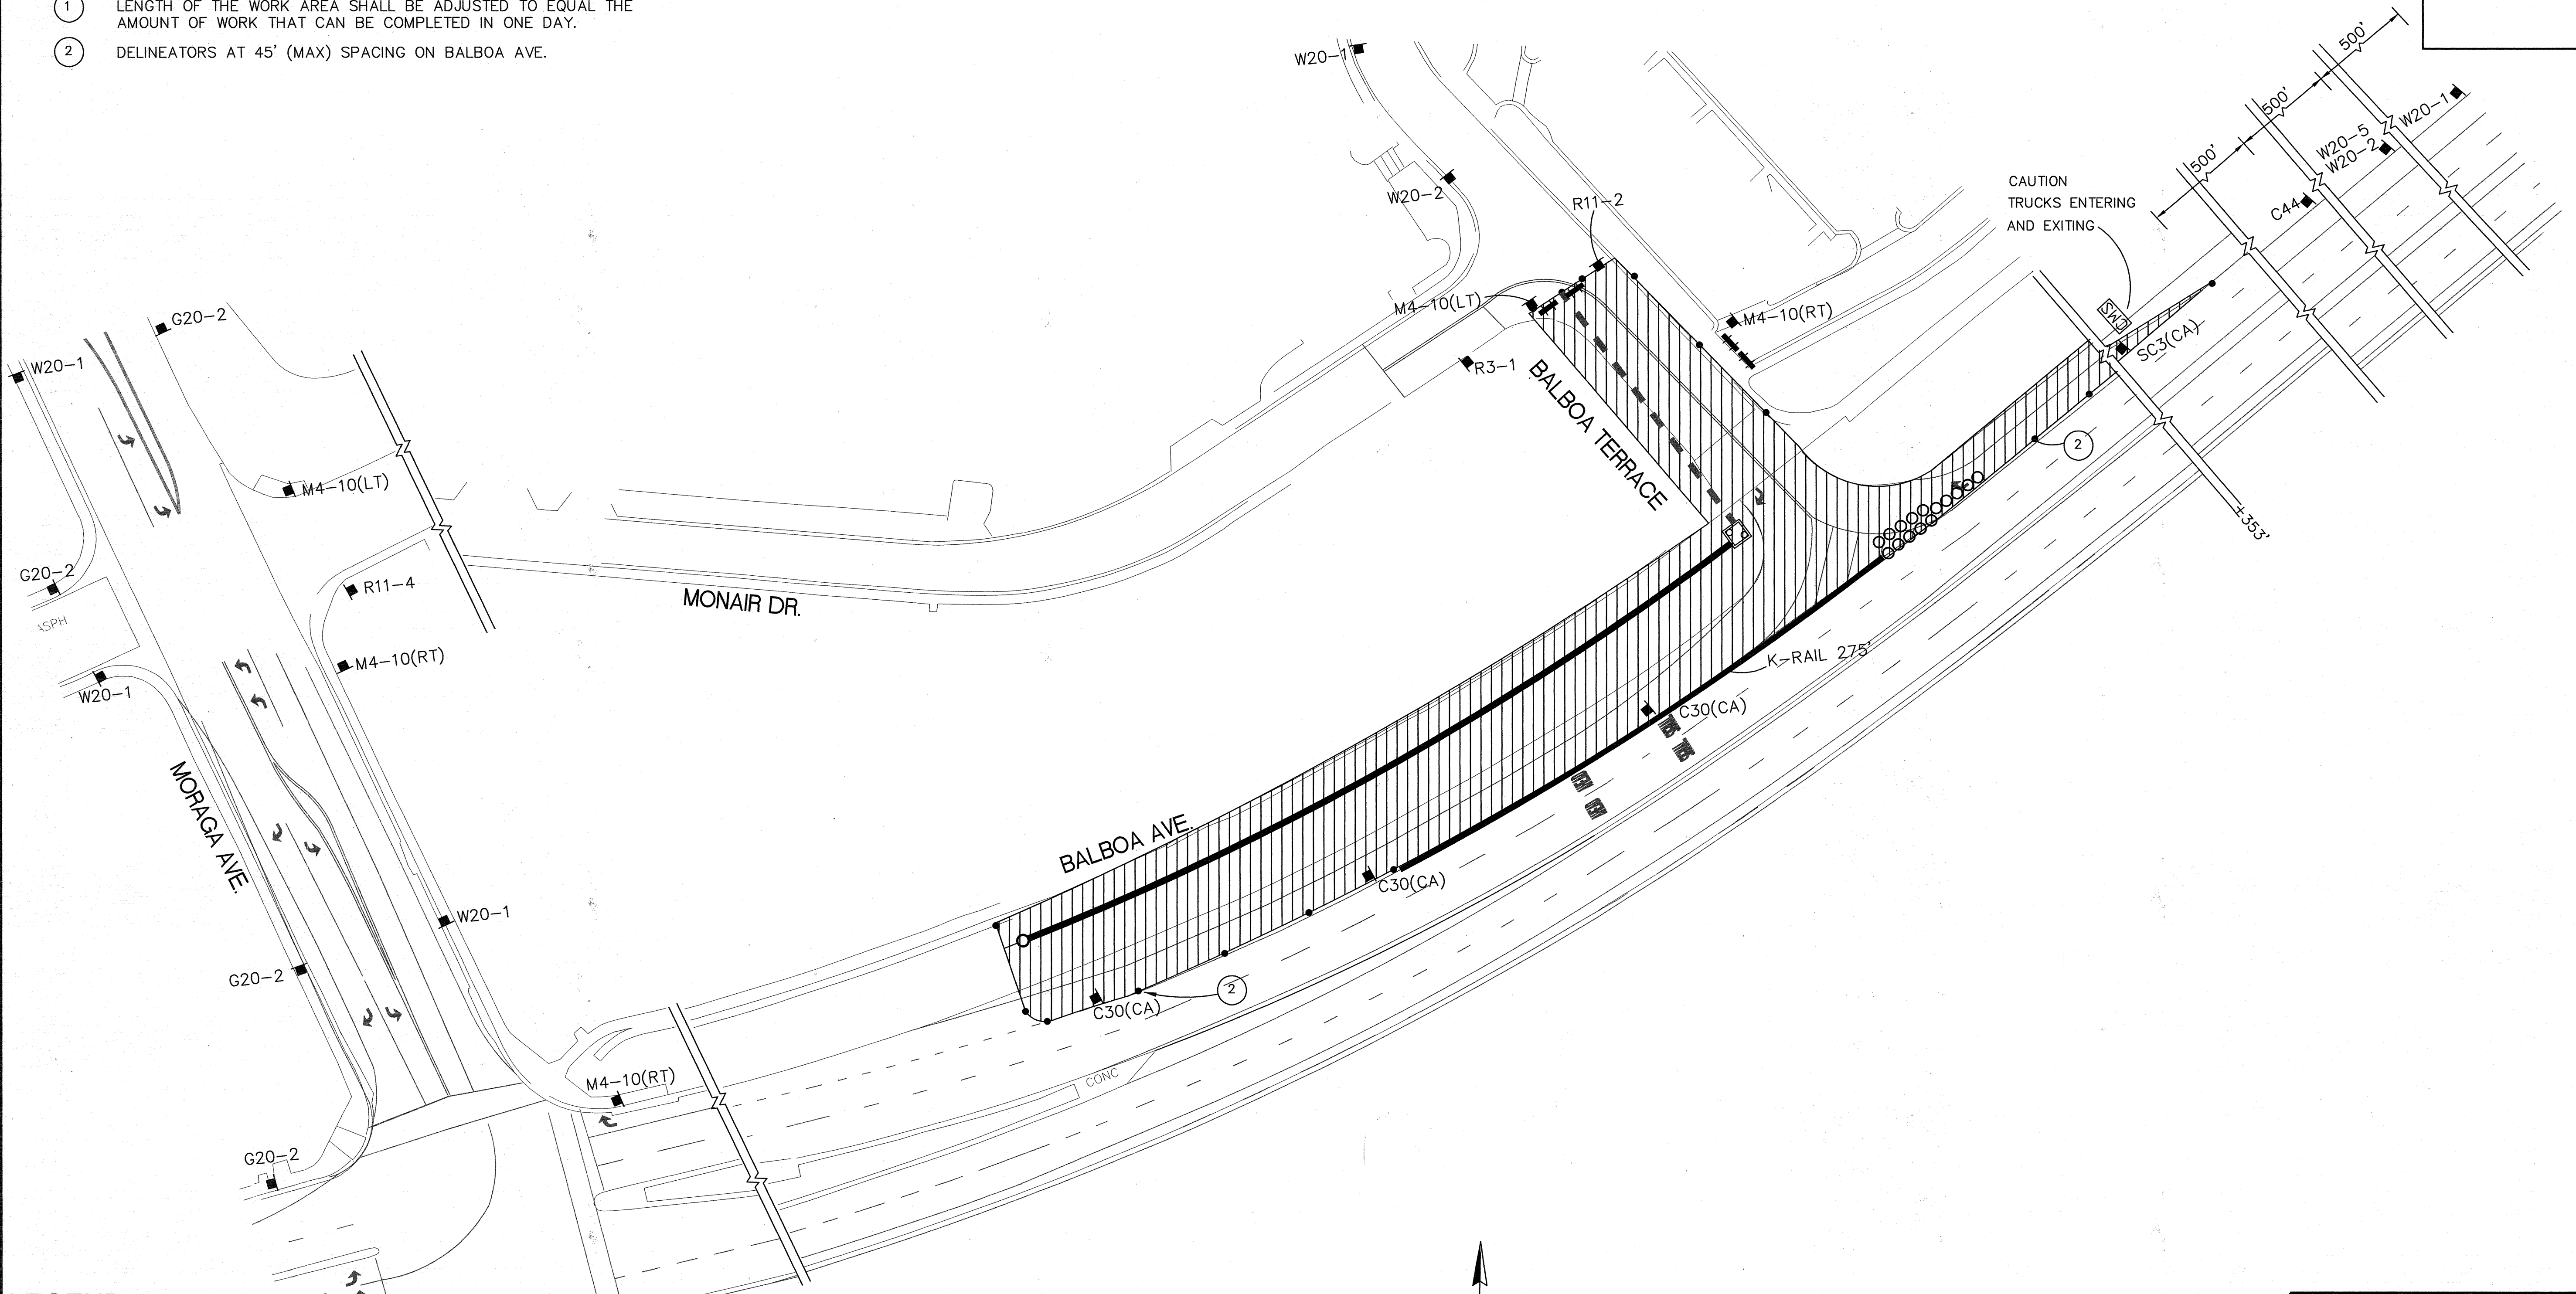 1
LENGTH OF THE WORK AREA SHALL BE ADJUSTED TO EQUAL THE
AMOUNT OF WORK THAT CAN BE COMPLETED IN ONE DAY.
2
DELINEATORS AT 45' (MAX) SPACING ON BALBOA AVE.
W20-1
500'
500'
500'
W20-1
W20-5
W20-2
C44
CAUTION
TRUCKS ENTERING
AND EXITING
W20-2
R11-2
M4-10(LT)
M4-10(RT)
CMS
SC3(CA)
R3-1
BALBOA TERRACE
2
±353'
G20-2
W20-1
M4-10(LT)
G20-2
R11-4
ASPH
MONAIR DR.
M4-10(RT)
W20-1
K-RAIL 275'
C30(CA)
MORAGA AVE.
BALBOA AVE.
C30(CA)
W20-1
G20-2
2
C30(CA)
M4-10(RT)
CONC
G20-2